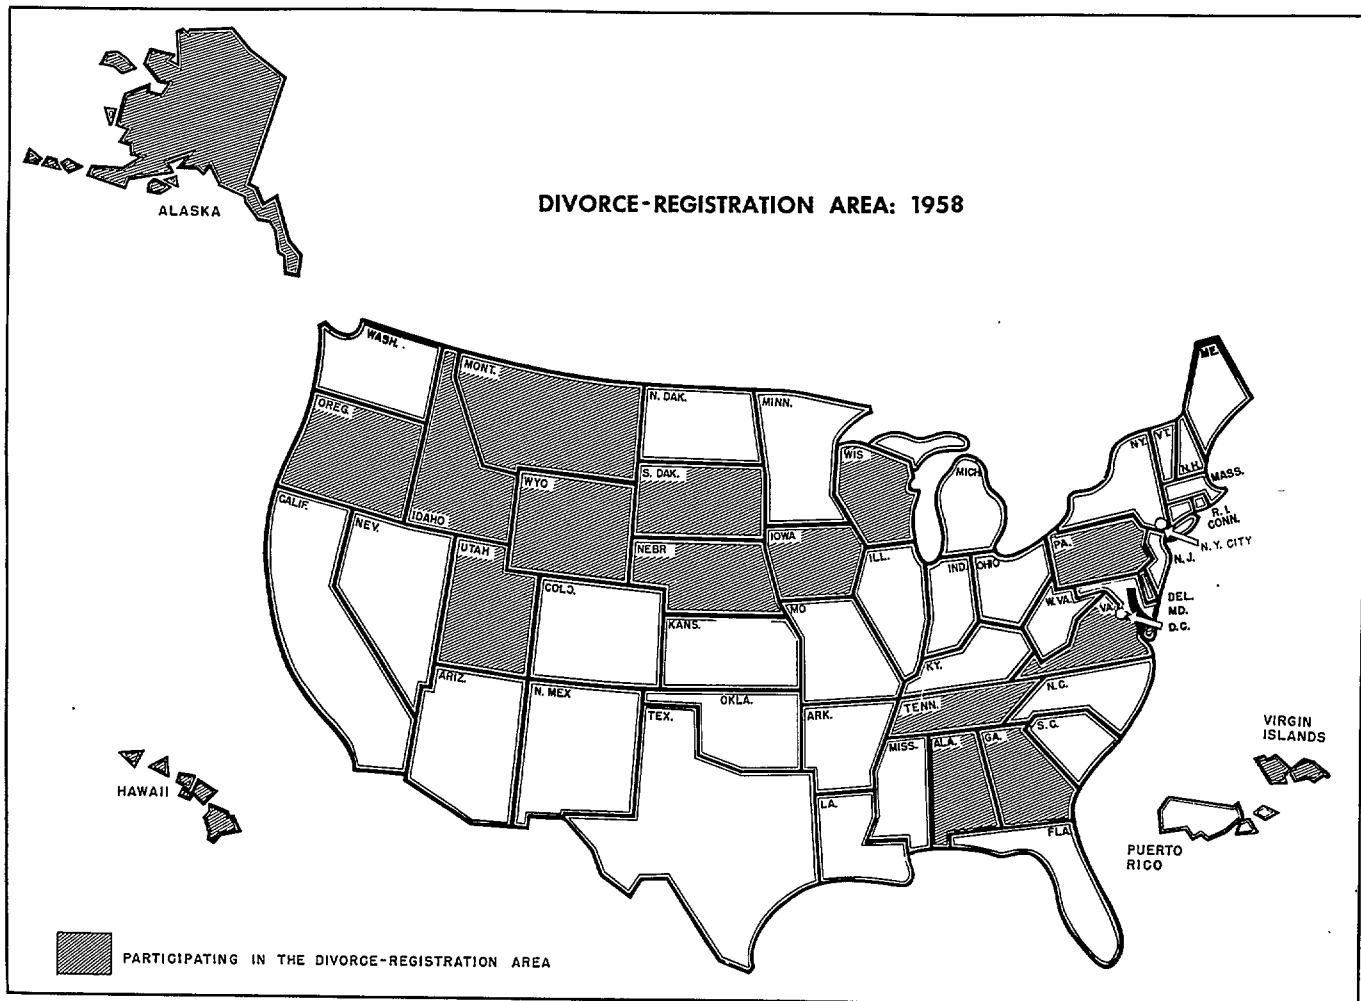 ALASKA
DIVORCE-REGISTRATION AREA: 1958
WASH.
MONT.
OREG.
IDAHO
WYO
N. DAK.
S. DAK.
MINN.
WIS
MICH.
CALIF.
NEV.
UTAH
COLO.
NEBR
IOWA
ILL.
IND.
OHIO
PA.
N.Y.
VT.
N.H.
ME.
MASS.
R. I.
CONN.
N.Y. CITY
N. J.
DEL.
MD.
D.C.
W.VA.
VA.
KY.
MO
KANS.
ARIZ.
N. MEX
OKLA.
TEX.
ARK.
TENN.
N.C.
S.C.
MISS.
ALA.
GA.
LA.
FLA.
HAWAII
VIRGIN
ISLANDS
PUERTO
RICO
PARTICIPATING IN THE DIVORCE-REGISTRATION AREA